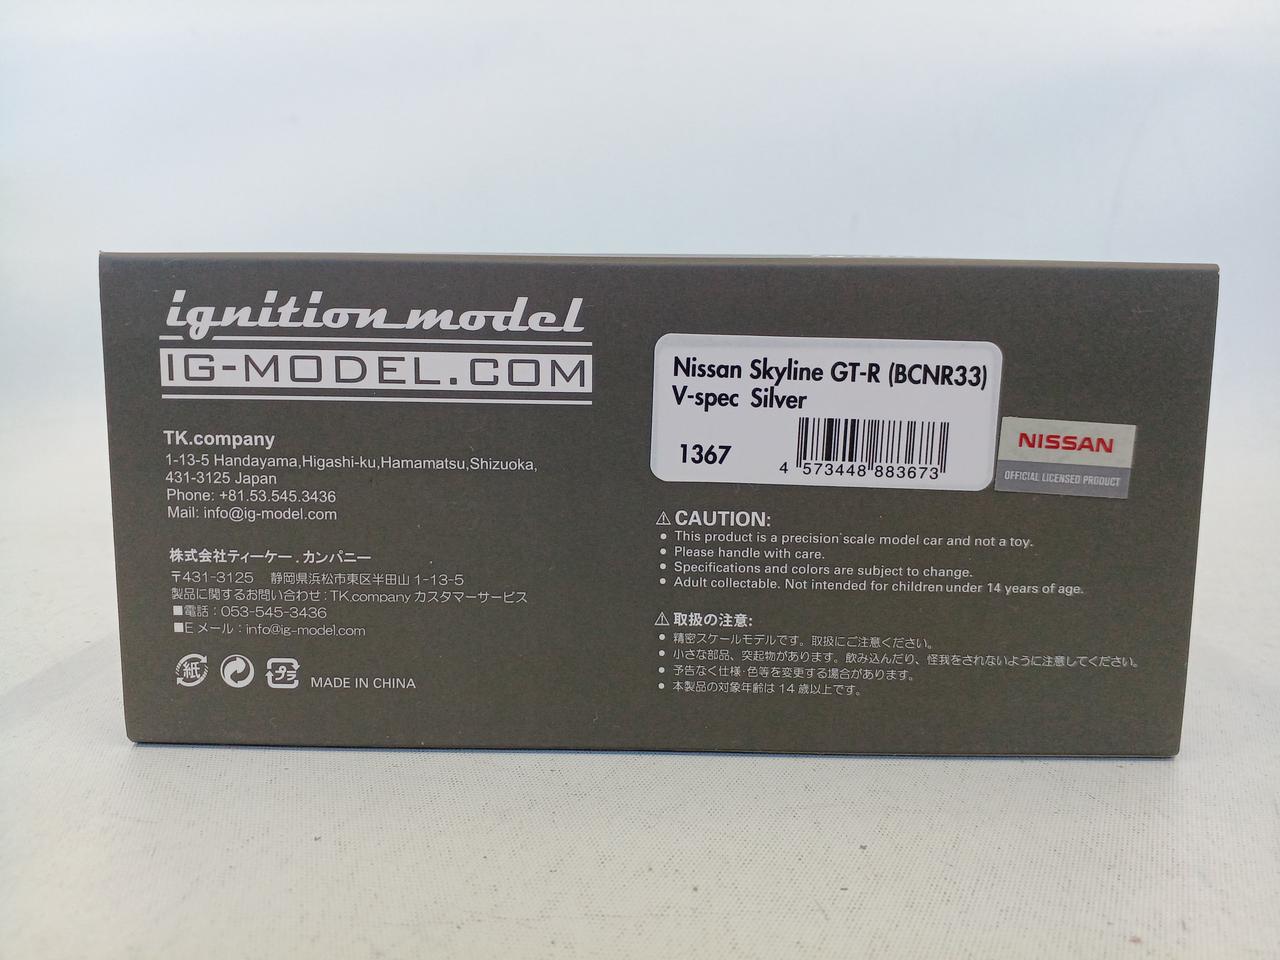 ignition model
IG-MODEL.COM
TK.company
1-13-5 Handayama,Higashi-ku,Hamamatsu,Shizuoka,
431-3125 Japan
Phone: +81.53.545.3436
Mail: info@ig-model.com
株式会社ティーケー.カンパニー
〒431-3125 静岡県浜松市東区半田山 1-13-5
製品に関するお問い合わせ:TK.company カスタマーサービス
■電話:053-545-3436
■E メール:info@ig-model.com
紙
プラ
MADE IN CHINA
Nissan Skyline GT-R (BCNR33)
V-spec Silver
1367
4 573448 883673
NISSAN
OFFICIAL LICENSED PRODUCT
⚠ CAUTION:
● This product is a precision scale model car and not a toy.
● Please handle with care.
● Specifications and colors are subject to change.
● Adult collectable. Not intended for children under 14 years of age.
⚠ 取扱の注意:
● 精密スケールモデルです。取扱にご注意ください。
● 小さな部品、突起物があります。飲み込んだり、怪我をされないように注意してください。
● 予告なく仕様・色等を変更する場合があります。
● 本製品の対象年齢は 14 歳以上です。